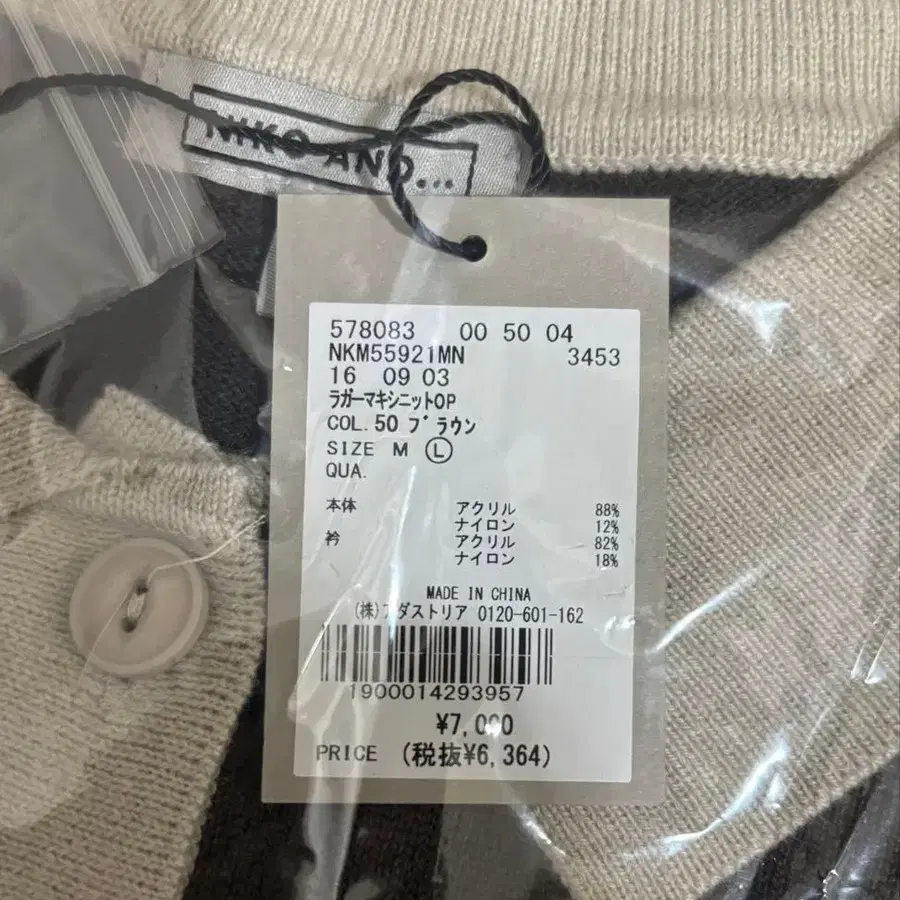 NIKO AND...
578083 00 50 04
NKM55921MN 3453
16 09 03
ラガーマキシニットOP
COL.50 ブラウン
SIZE M Ⓛ
QUA.
本体 アクリル 88%
ナイロン 12%
衿 アクリル 82%
ナイロン 18%
MADE IN CHINA
(株)アダストリア 0120-601-162
1900014293957
¥7,000
PRICE (税抜¥6,364)